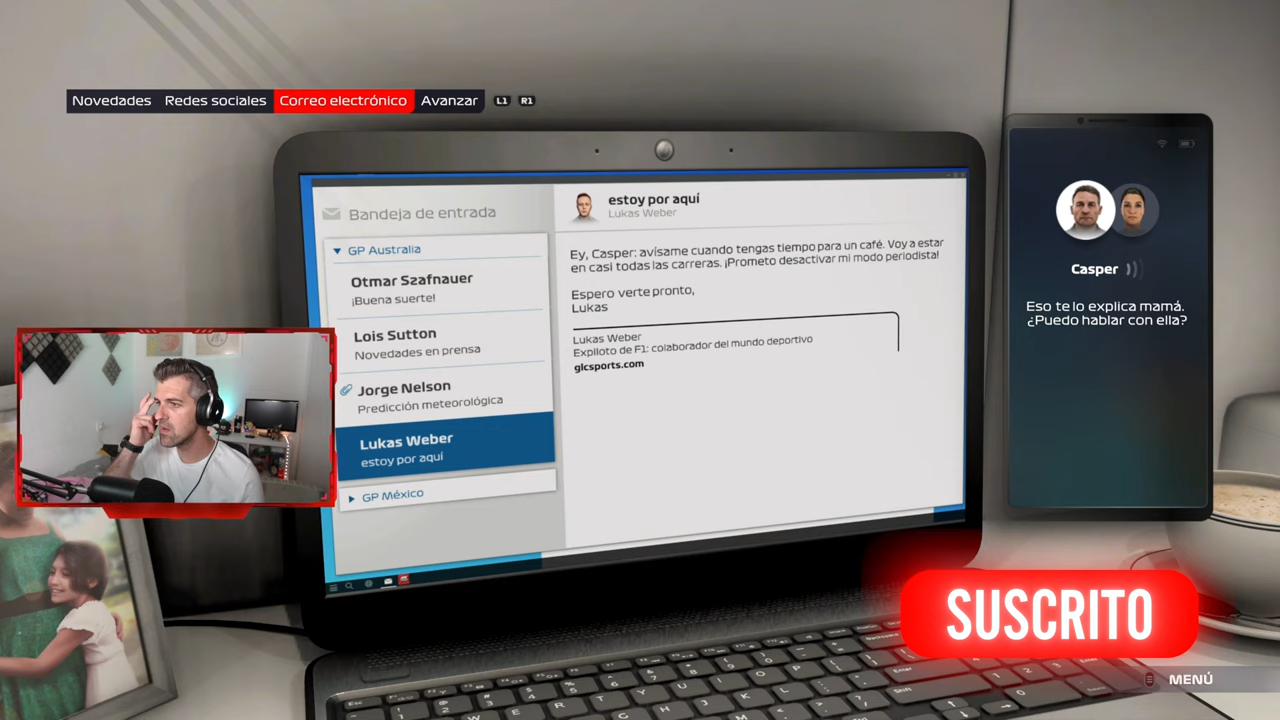 Novedades Redes sociales Correo electrónico Avanzar L1 R1
Bandeja de entrada
GP Australia
Otmar Szafnauer
¡Buena suerte!
Lois Sutton
Novedades en prensa
Jorge Nelson
Predicción meteorológica
Lukas Weber
estoy por aquí
GP México
estoy por aquí
Lukas Weber
Ey, Casper: avísame cuando tengas tiempo para un café. Voy a estar
en casi todas las carreras. ¡Prometo desactivar mi modo periodista!
Espero verte pronto,
Lukas
Lukas Weber
Expiloto de F1: colaborador del mundo deportivo
glcsports.com
Casper
Eso te lo explica mamá.
¿Puedo hablar con ella?
SUSCRITO
MENÚ